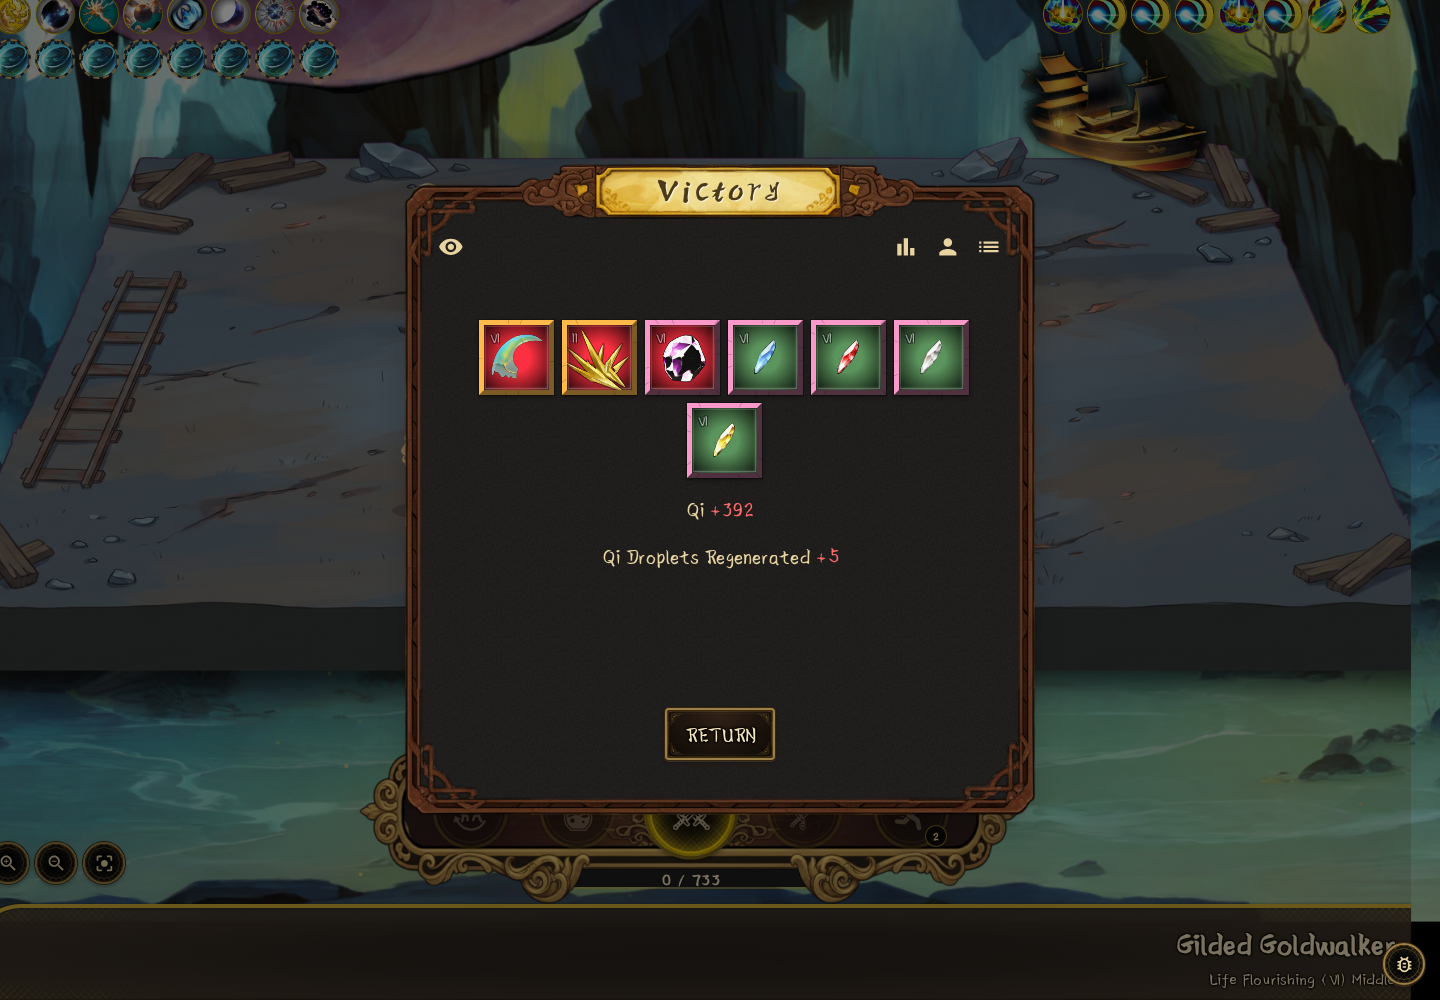 Victory
VI
II
VI
VI
VI
VI
VI
Qi +392
Qi Droplets Regenerated +5
RETURN
2
0 / 733
Gilded Goldwalker
Life Flourishing (VI) Middle